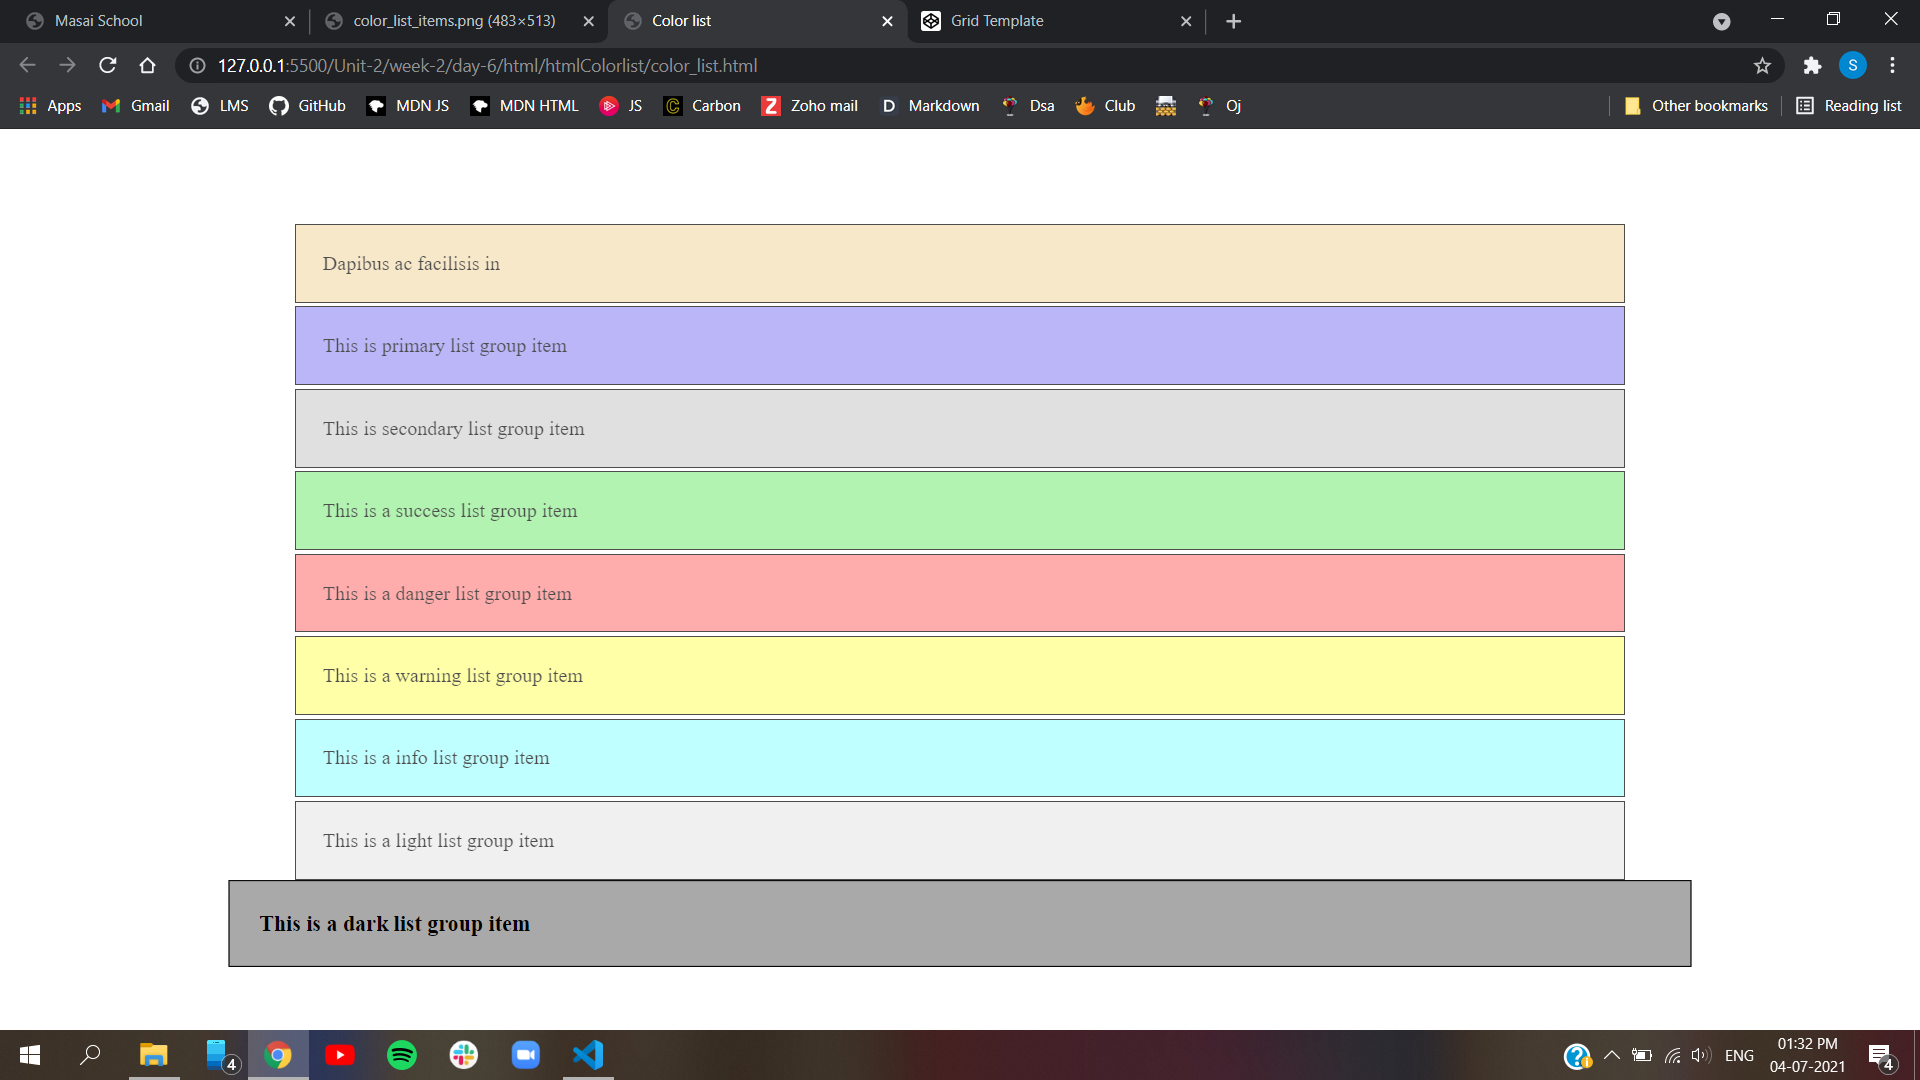 Masai School
color_list_items.png (483×513)
Color list
Grid Template
127.0.0.1:5500/Unit-2/week-2/day-6/html/htmlColorlist/color_list.html
S
Apps
Gmail
LMS
GitHub
MDN JS
MDN HTML
JS
Carbon
Zoho mail
Markdown
Dsa
Club
Oj
Other bookmarks
Reading list
Dapibus ac facilisis in
This is primary list group item
This is secondary list group item
This is a success list group item
This is a danger list group item
This is a warning list group item
This is a info list group item
This is a light list group item
This is a dark list group item
4
ENG
01:32 PM
04-07-2021
4